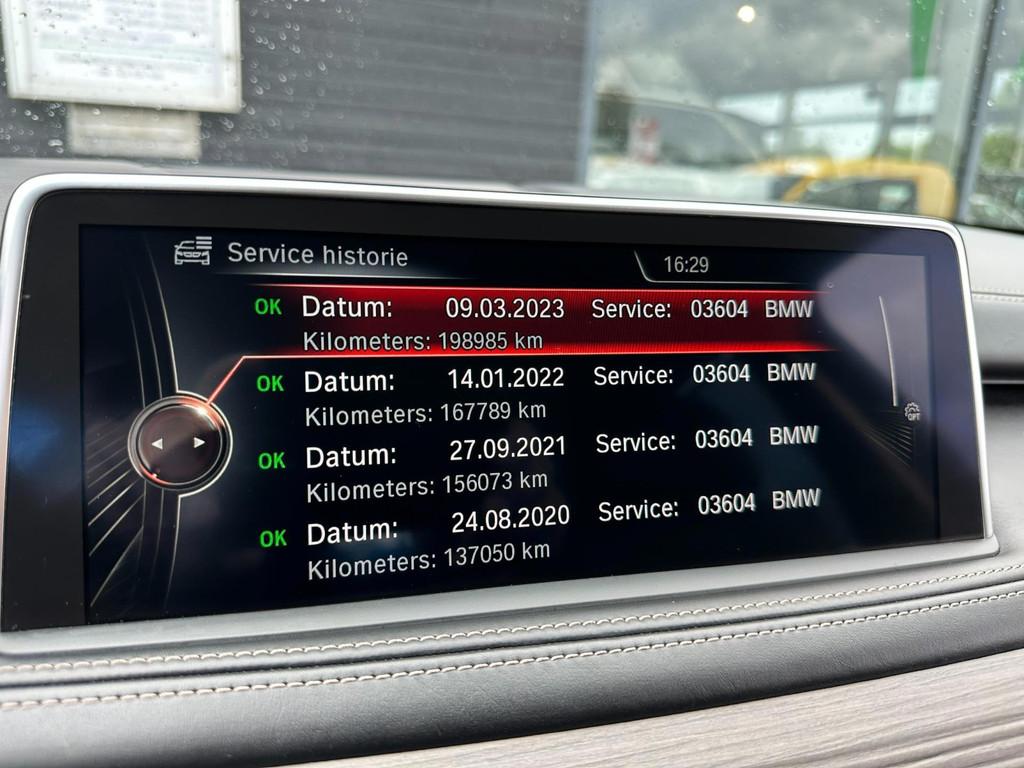 Service historie
16:29
OK Datum: 09.03.2023 Service: 03604 BMW
Kilometers: 198985 km
OK Datum: 14.01.2022 Service: 03604 BMW
Kilometers: 167789 km
OK Datum: 27.09.2021 Service: 03604 BMW
Kilometers: 156073 km
OK Datum: 24.08.2020 Service: 03604 BMW
Kilometers: 137050 km
OPT